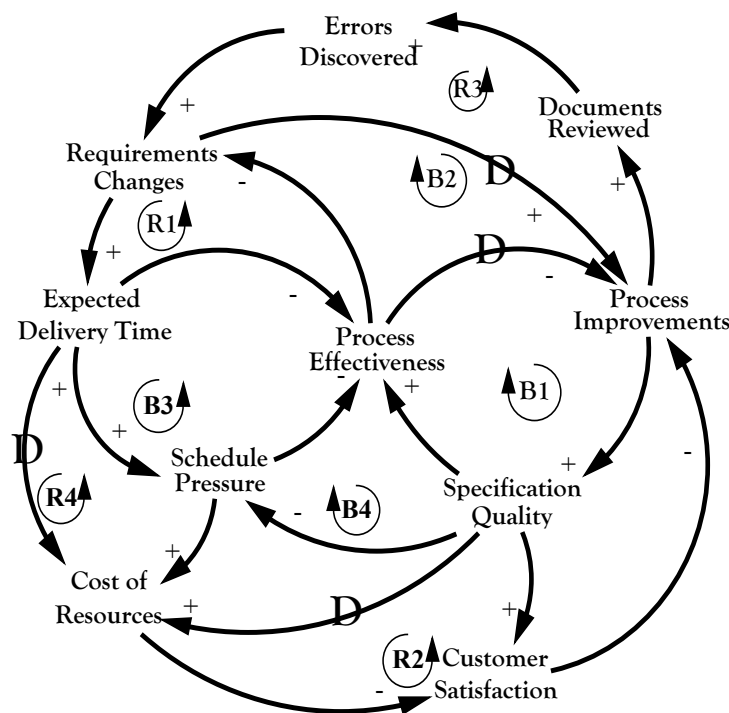 Errors
Discovered
+
R3
Documents
Reviewed
+
Requirements
Changes
-
B2
D
+
+
R1
+
D
-
-
Expected
Delivery Time
Process
Effectiveness
Process
Improvements
-
+
+
B3
+
B1
D
R4
Schedule
Pressure
-
B4
+
Specification
Quality
-
+
Cost of
Resources
+
D
+
R2
-
Customer
Satisfaction